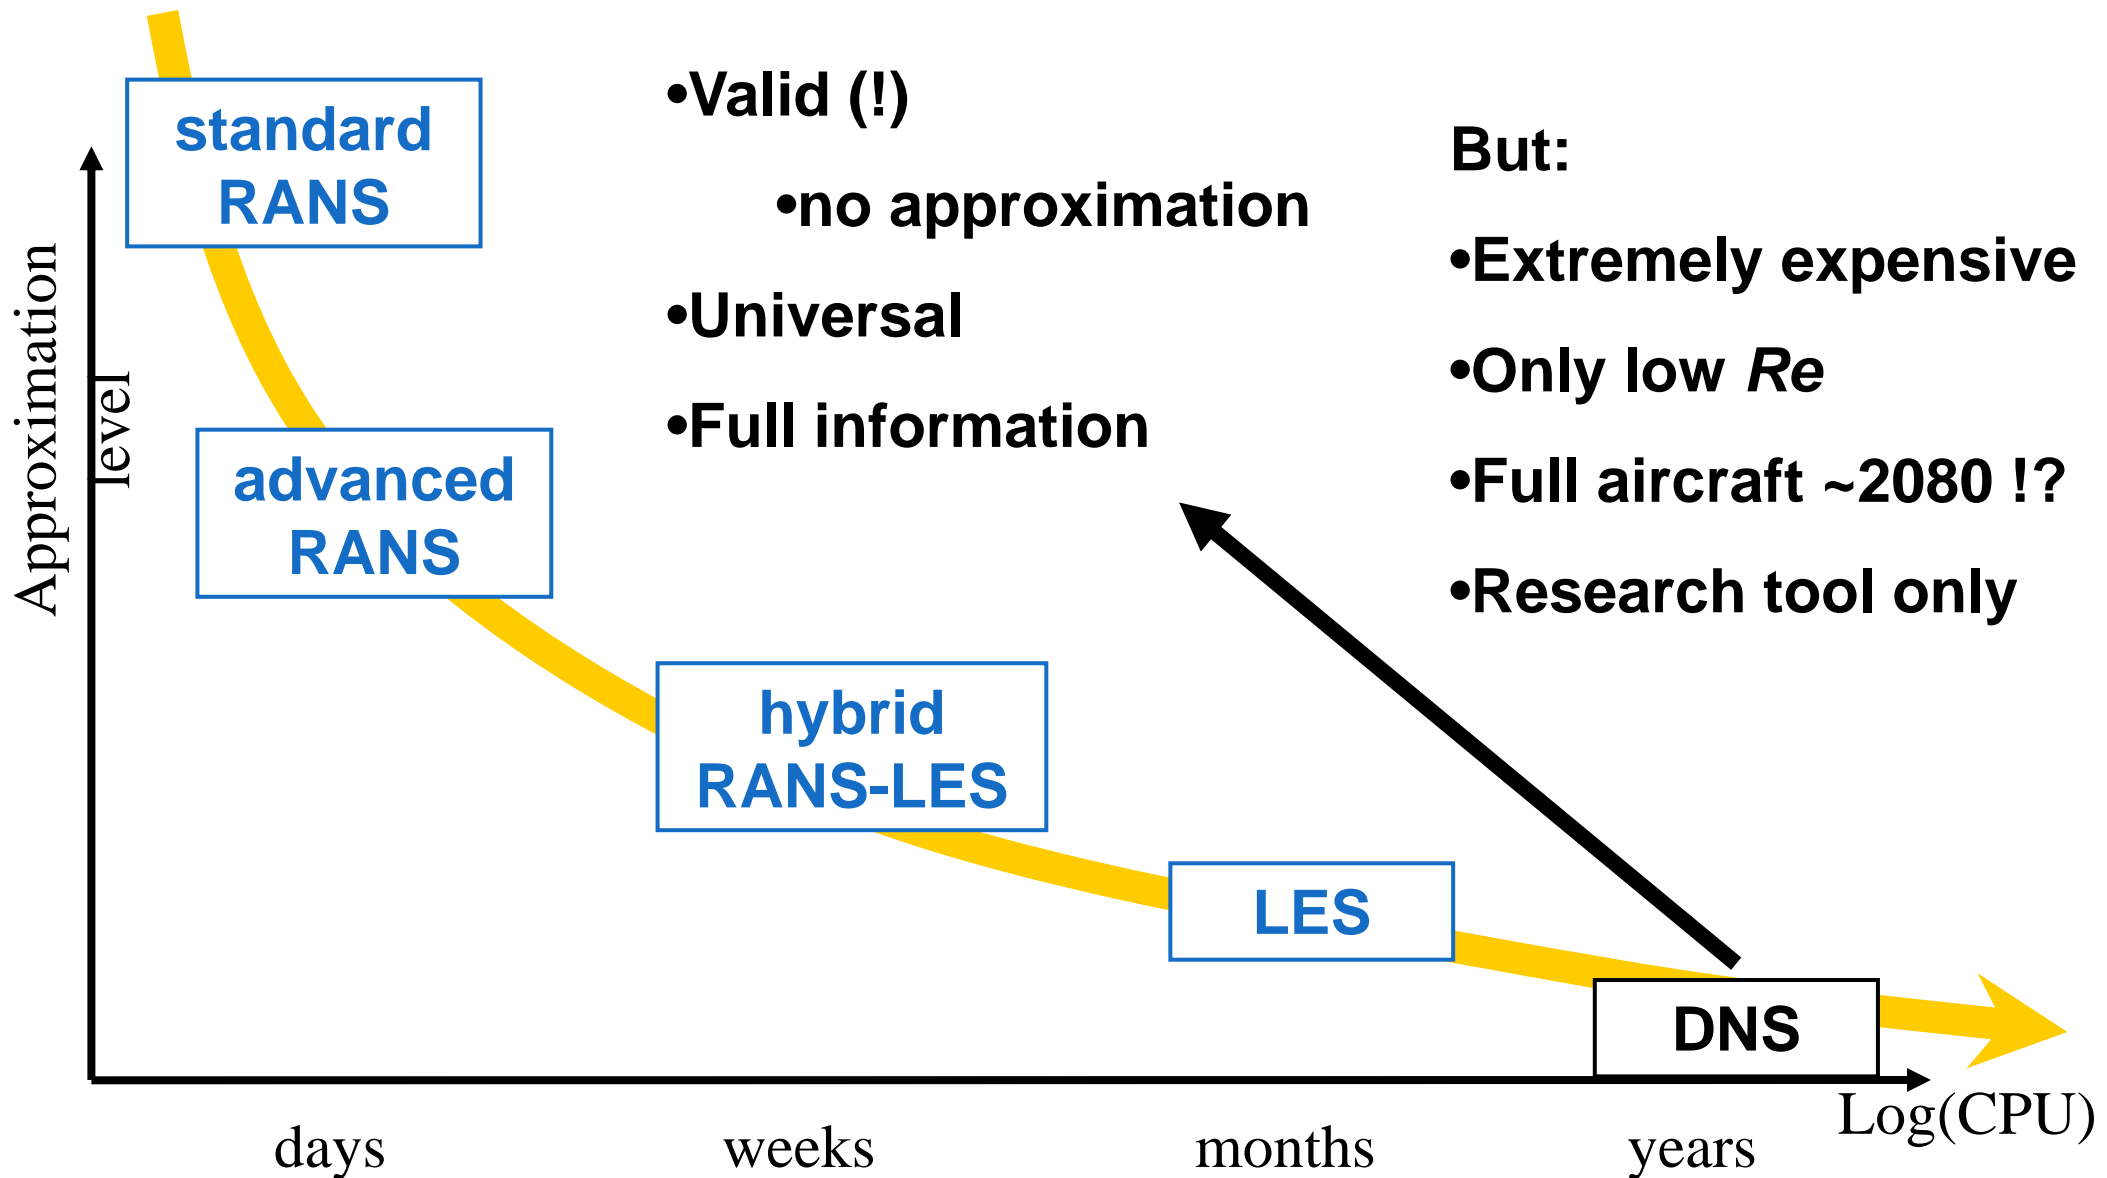 standard
RANS
•Valid (!)
•no approximation
•Universal
•Full information
But:
•Extremely expensive
•Only low Re
•Full aircraft ~2080 !?
•Research tool only
Approximation
level
advanced
RANS
hybrid
RANS-LES
LES
DNS
Log(CPU)
days
weeks
months
years